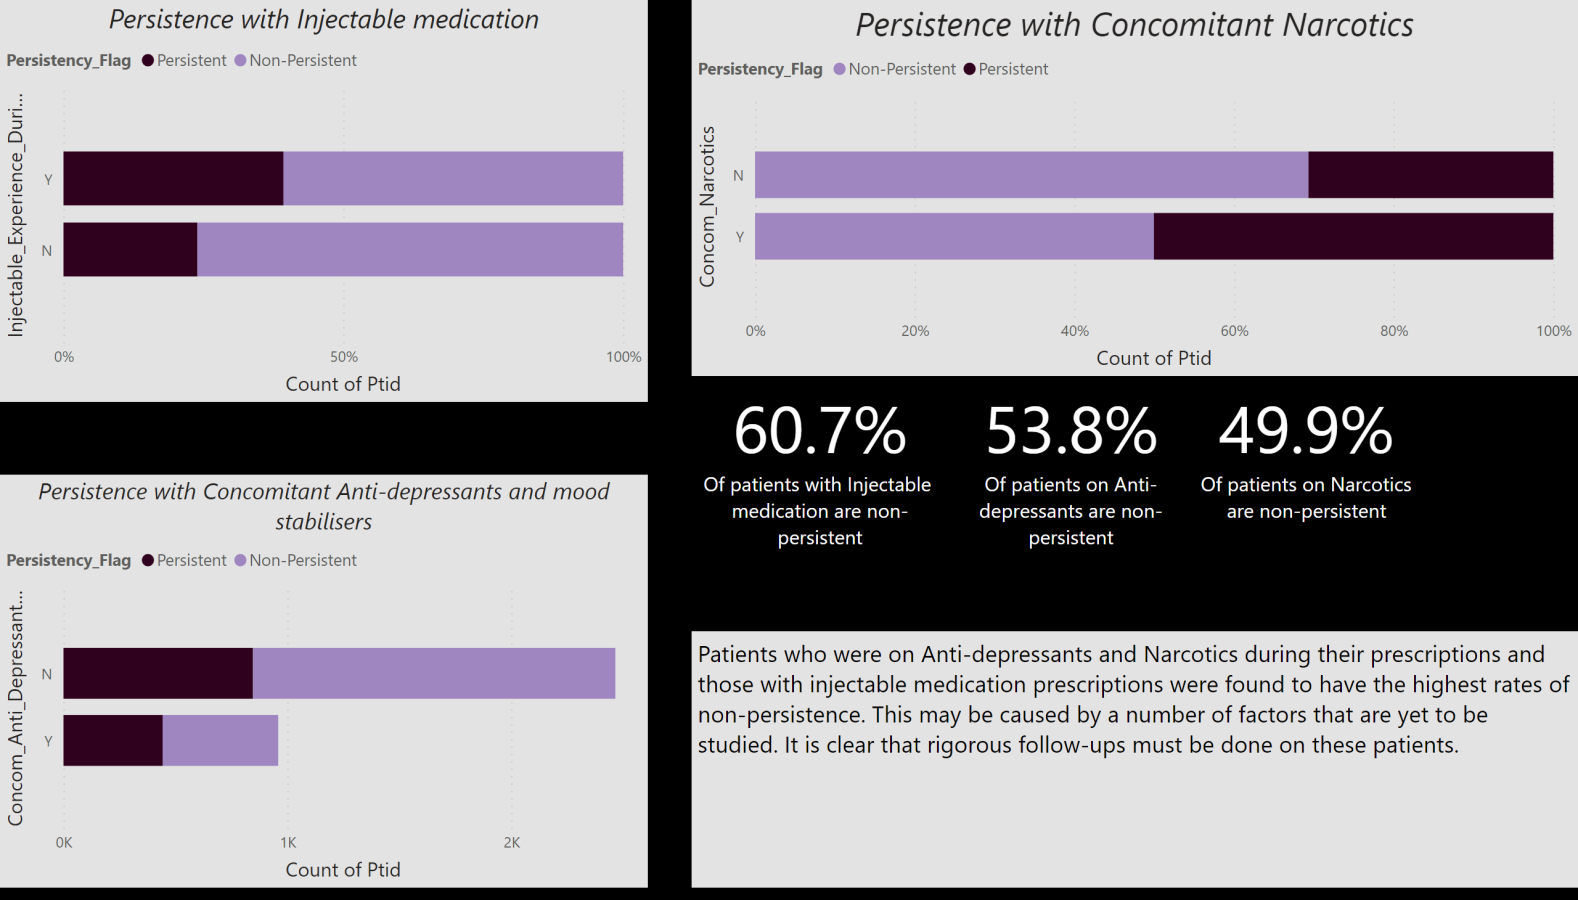 Persistence with Injectable medication
Persistency_Flag Persistent Non-Persistent
Injectable_Experience_Duri...
Y
N
0% 50% 100%
Count of Ptid
Persistence with Concomitant Narcotics
Persistency_Flag Non-Persistent Persistent
Concom_Narcotics
N
Y
0% 20% 40% 60% 80% 100%
Count of Ptid
60.7% 53.8% 49.9%
Of patients with Injectable
medication are non-
persistent
Of patients on Anti-
depressants are non-
persistent
Of patients on Narcotics
are non-persistent
Persistence with Concomitant Anti-depressants and mood
stabilisers
Persistency_Flag Persistent Non-Persistent
Concom_Anti_Depressant...
N
Y
0K 1K 2K
Count of Ptid
Patients who were on Anti-depressants and Narcotics during their prescriptions and
those with injectable medication prescriptions were found to have the highest rates of
non-persistence. This may be caused by a number of factors that are yet to be
studied. It is clear that rigorous follow-ups must be done on these patients.